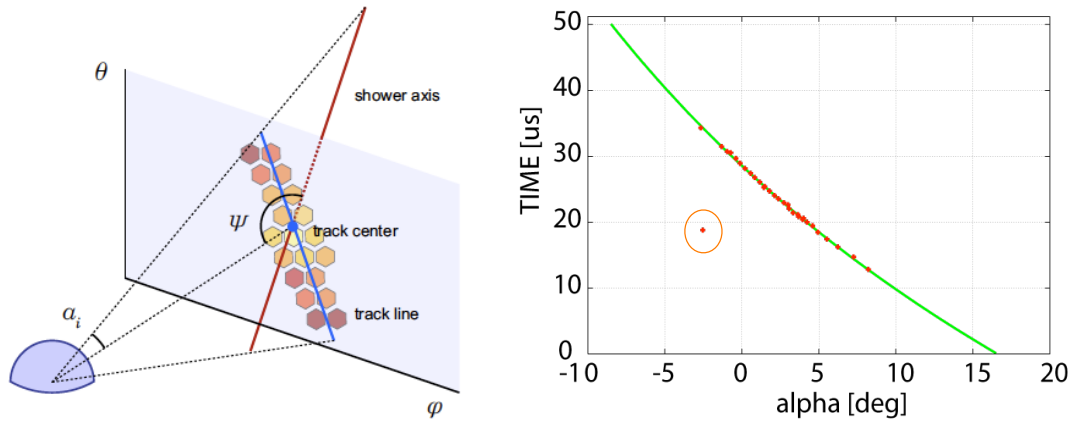 θ
shower axis
ψ
track center
a_i
track line
φ
TIME [us]
50
40
30
20
10
0
-10
-5
0
5
10
15
20
alpha [deg]